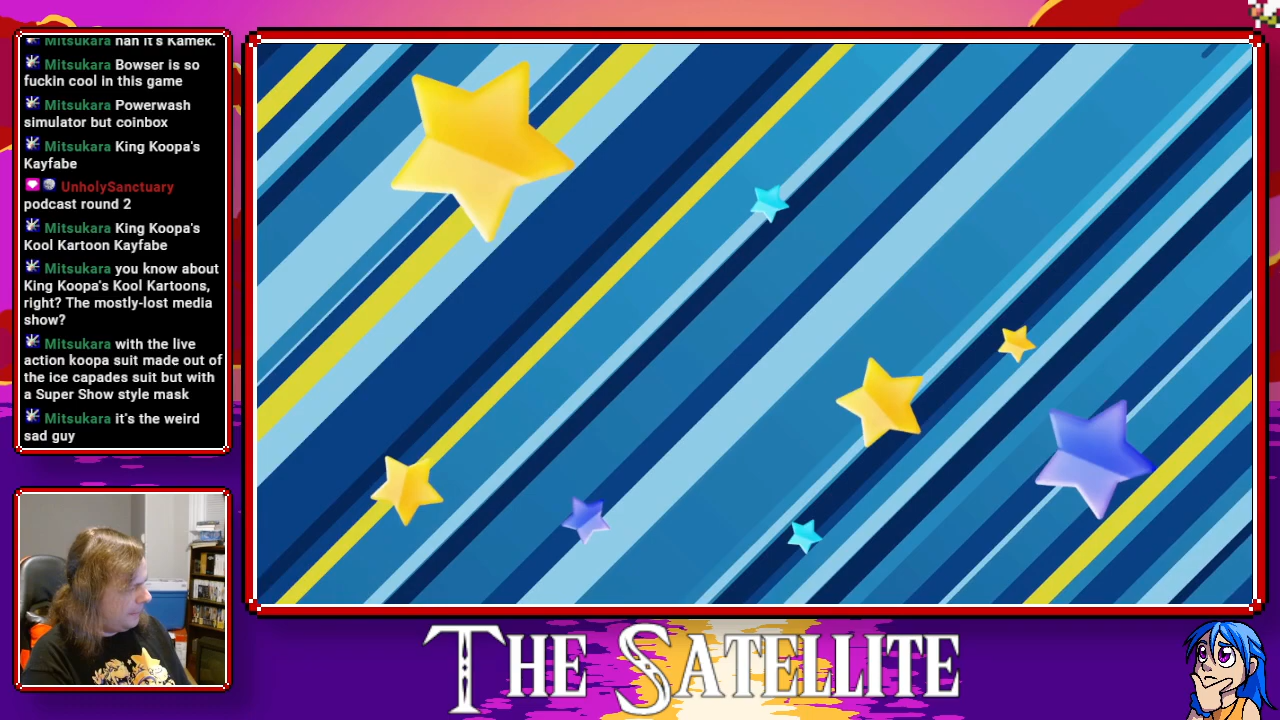 Mitsukara nah it's Kamek.
Mitsukara Bowser is so
fuckin cool in this game
Mitsukara Powerwash
simulator but coinbox
Mitsukara King Koopa's
Kayfabe
UnholySanctuary
podcast round 2
Mitsukara King Koopa's
Kool Kartoon Kayfabe
Mitsukara you know about
King Koopa's Kool Kartoons,
right? The mostly-lost media
show?
Mitsukara with the live
action koopa suit made out of
the ice capades suit but with
a Super Show style mask
Mitsukara it's the weird
sad guy
THE SATELLITE